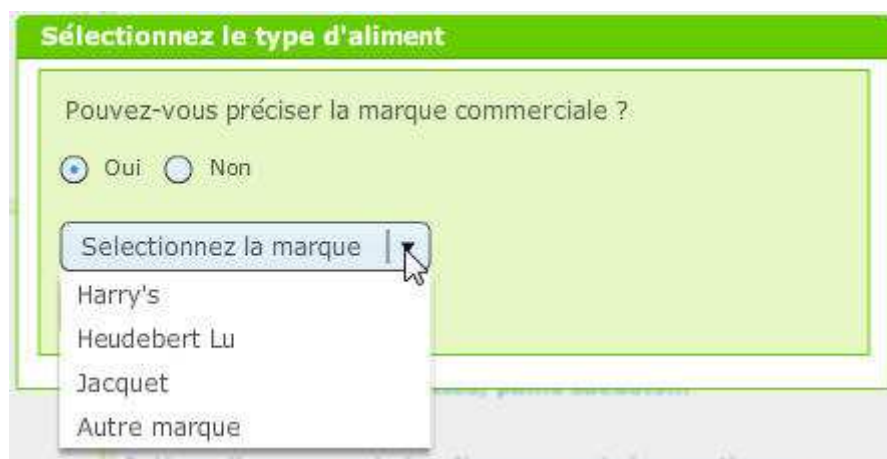 Sélectionnez le type d'aliment
Pouvez-vous préciser la marque commerciale ?
Oui Non
Selectionnez la marque
Harry's
Heudebert Lu
Jacquet
Autre marque